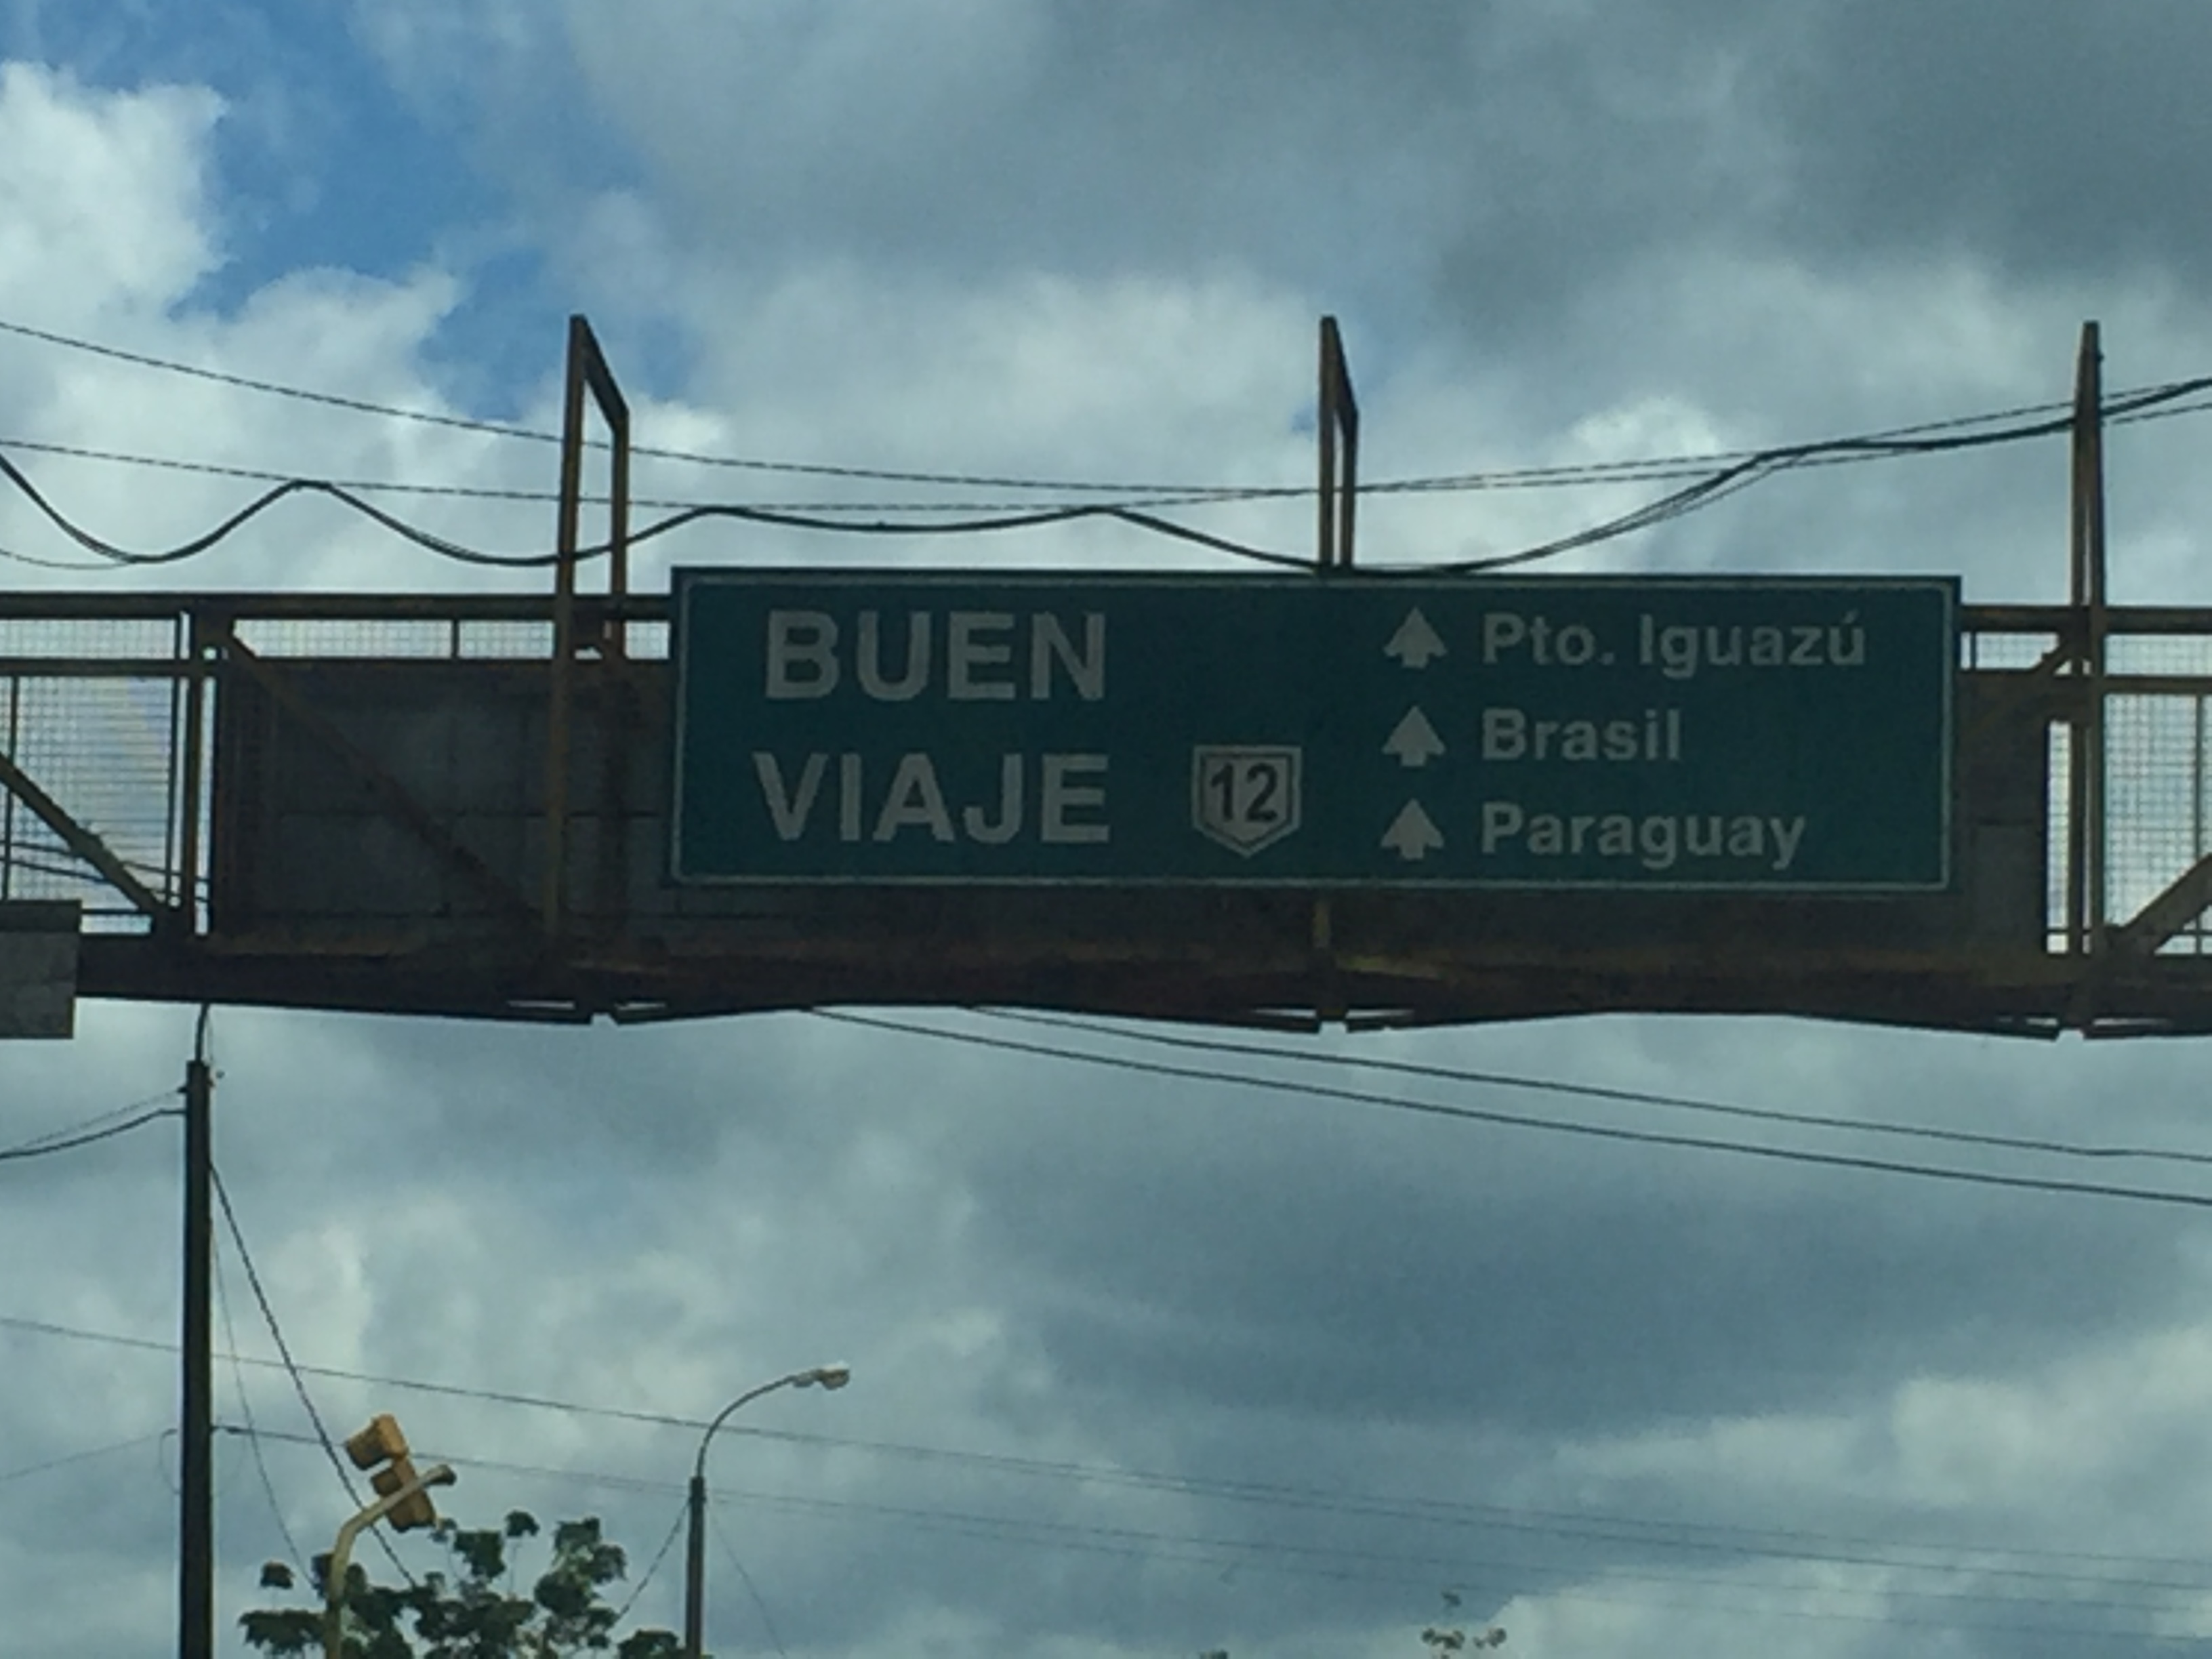 BUEN
VIAJE
12
Pto. Iguazú
Brasil
Paraguay